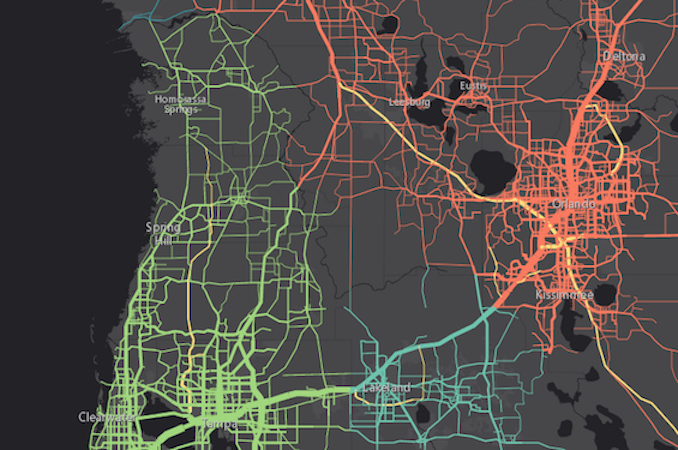 Deltona
Eustis
Leesburg
Homosassa
Springs
Orlando
Spring
Hill
Kissimmee
Lakeland
Clearwater
Tampa